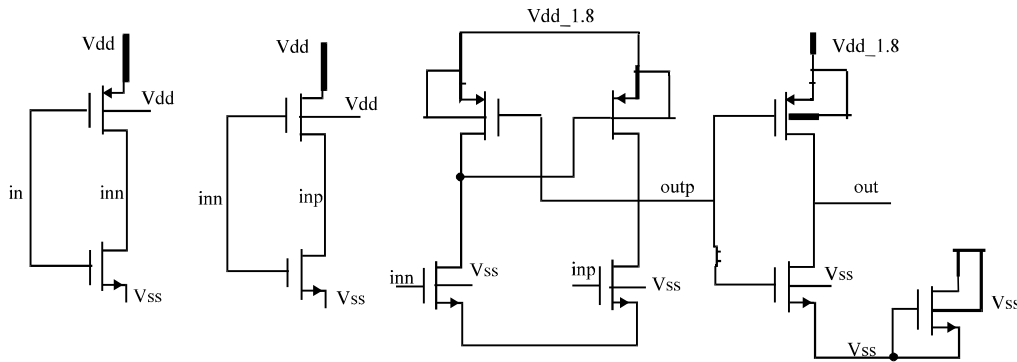 Vdd_1.8
Vdd
Vdd
Vdd_1.8
Vdd
Vdd
in
inn
inn
inp
outp
out
inn
Vss
inp
Vss
Vss
Vss
Vss
Vss
Vss